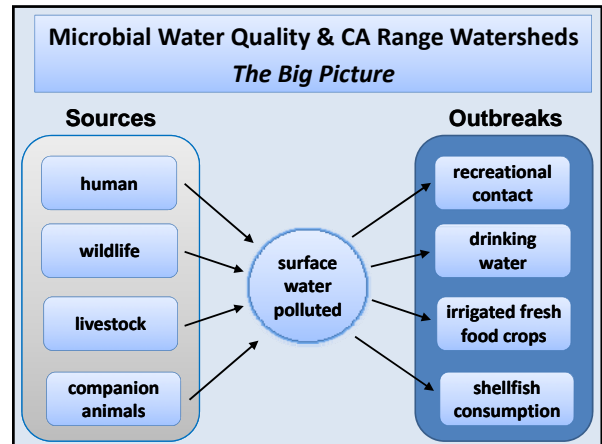 Microbial Water Quality & CA Range Watersheds
The Big Picture
Sources
human
wildlife
livestock
companion
animals
surface
water
polluted
Outbreaks
recreational
contact
drinking
water
irrigated fresh
food crops
shellfish
consumption